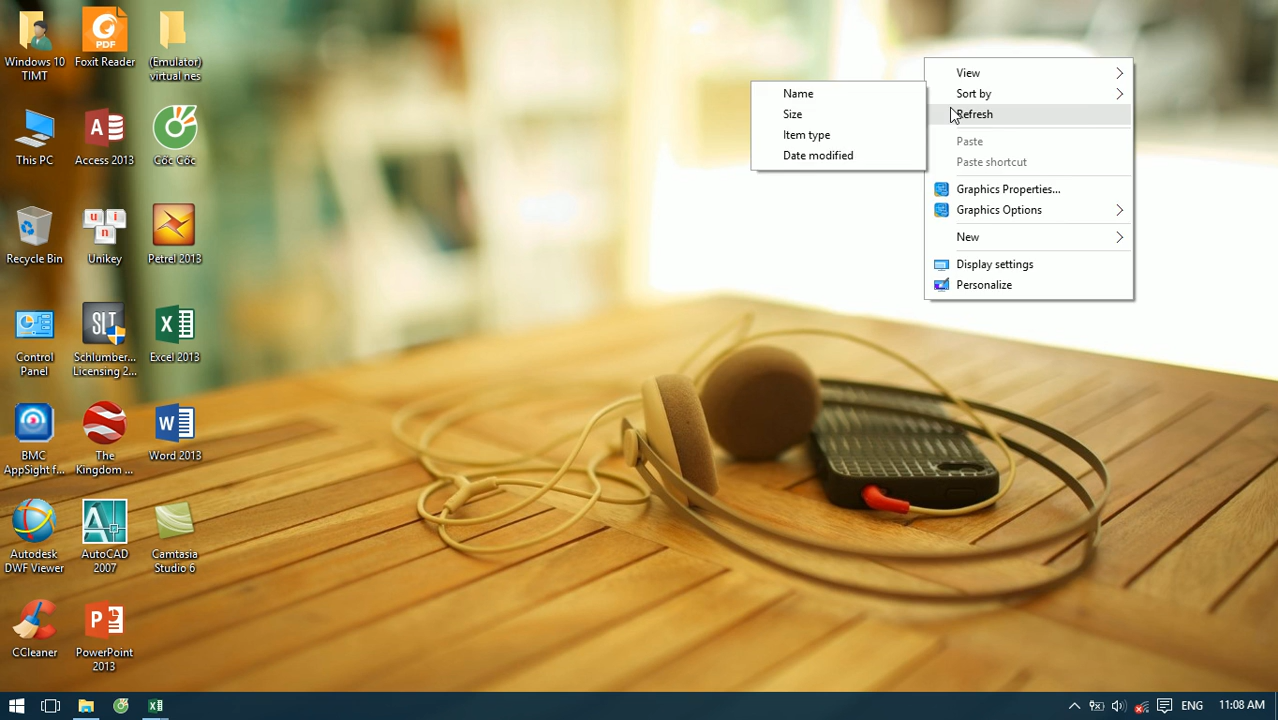 Windows 10
TIMT
Foxit Reader
(Emulator)
virtual nes
PDF
This PC
Access 2013
Cốc Cốc
Recycle Bin
Unikey
Petrel 2013
u
i
n
Control
Panel
Schlumber...
Licensing 2...
Excel 2013
SLT
BMC
AppSight f...
The
Kingdom ...
Word 2013
Autodesk
DWF Viewer
AutoCAD
2007
Camtasia
Studio 6
CCleaner
PowerPoint
2013
Name
Size
Item type
Date modified
View
Sort by
Refresh
Paste
Paste shortcut
Graphics Properties...
Graphics Options
New
Display settings
Personalize
ENG
11:08 AM